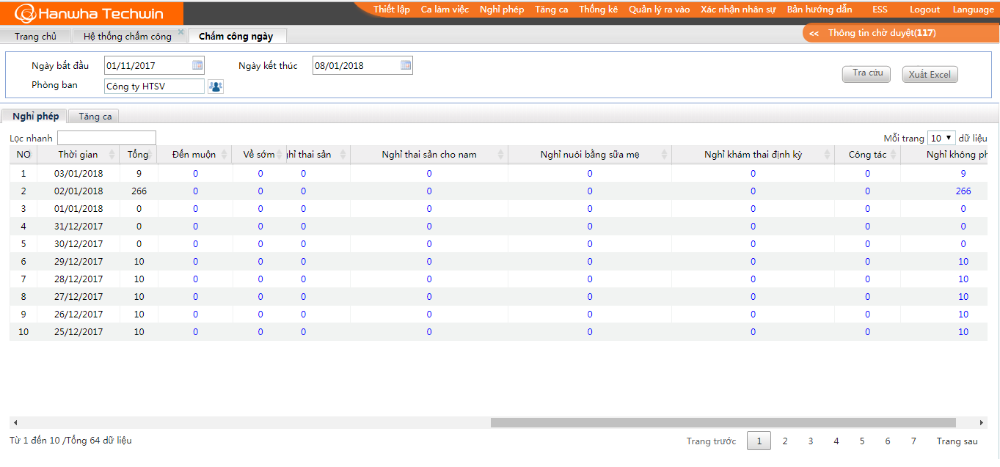 Hanwha Techwin
Thiết lập Ca làm việc Nghỉ phép Tăng ca Thống kê Quản lý ra vào Xác nhận nhân sự Bản hướng dẫn ESS Logout Language
Trang chủ Hệ thống chấm công Chấm công ngày
<< Thông tin chờ duyệt(117)
Ngày bắt đầu 01/11/2017 Ngày kết thúc 08/01/2018
Phòng ban Công ty HTSV
Tra cứu Xuất Excel
Nghỉ phép Tăng ca
Lọc nhanh Mỗi trang 10 dữ liệu
NO Thời gian Tổng Đến muộn Về sớm ghỉ thai sản Nghỉ thai sản cho nam Nghỉ nuôi bằng sữa mẹ Nghỉ khám thai định kỳ Công tác Nghỉ không ph
1 03/01/2018 9 0 0 0 0 0 0 0 9
2 02/01/2018 266 0 0 0 0 0 0 0 266
3 01/01/2018 0 0 0 0 0 0 0 0 0
4 31/12/2017 0 0 0 0 0 0 0 0 0
5 30/12/2017 0 0 0 0 0 0 0 0 0
6 29/12/2017 10 0 0 0 0 0 0 0 10
7 28/12/2017 10 0 0 0 0 0 0 0 10
8 27/12/2017 10 0 0 0 0 0 0 0 10
9 26/12/2017 10 0 0 0 0 0 0 0 10
10 25/12/2017 10 0 0 0 0 0 0 0 10
Từ 1 đến 10 /Tổng 64 dữ liệu Trang trước 1 2 3 4 5 6 7 Trang sau